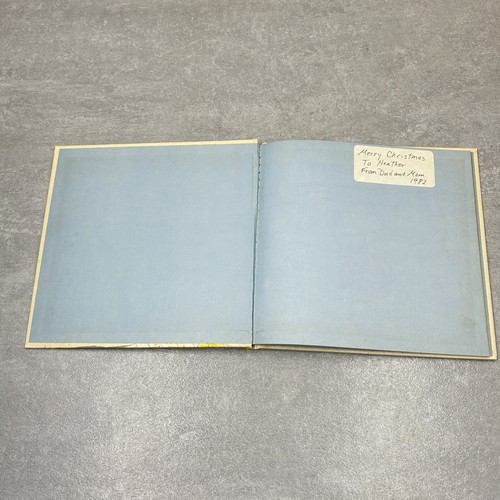 Merry Christmas
To Heather
From Dad and Mom
1982